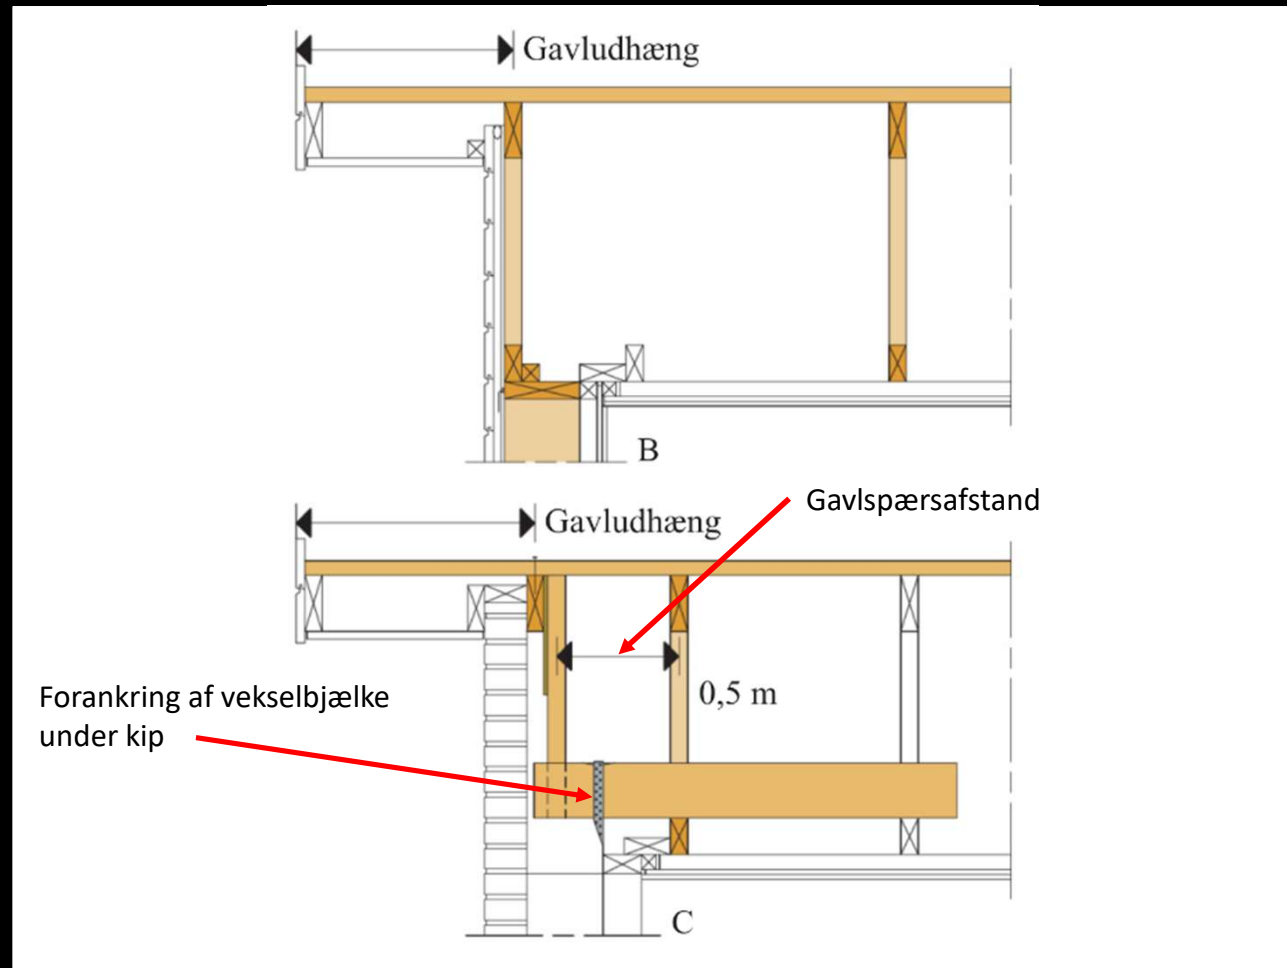 Gavludhæng
B
Gavlspærsafstand
Gavludhæng
0,5 m
Forankring af vekselbjælke
under kip
C